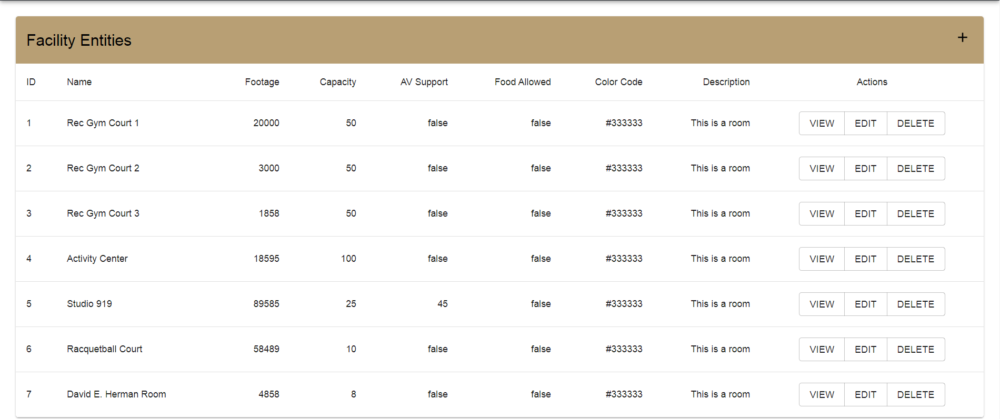 Facility Entities +
ID Name Footage Capacity AV Support Food Allowed Color Code Description Actions
1 Rec Gym Court 1 20000 50 false false #333333 This is a room VIEW EDIT DELETE
2 Rec Gym Court 2 3000 50 false false #333333 This is a room VIEW EDIT DELETE
3 Rec Gym Court 3 1858 50 false false #333333 This is a room VIEW EDIT DELETE
4 Activity Center 18595 100 false false #333333 This is a room VIEW EDIT DELETE
5 Studio 919 89585 25 45 false #333333 This is a room VIEW EDIT DELETE
6 Racquetball Court 58489 10 false false #333333 This is a room VIEW EDIT DELETE
7 David E. Herman Room 4858 8 false false #333333 This is a room VIEW EDIT DELETE